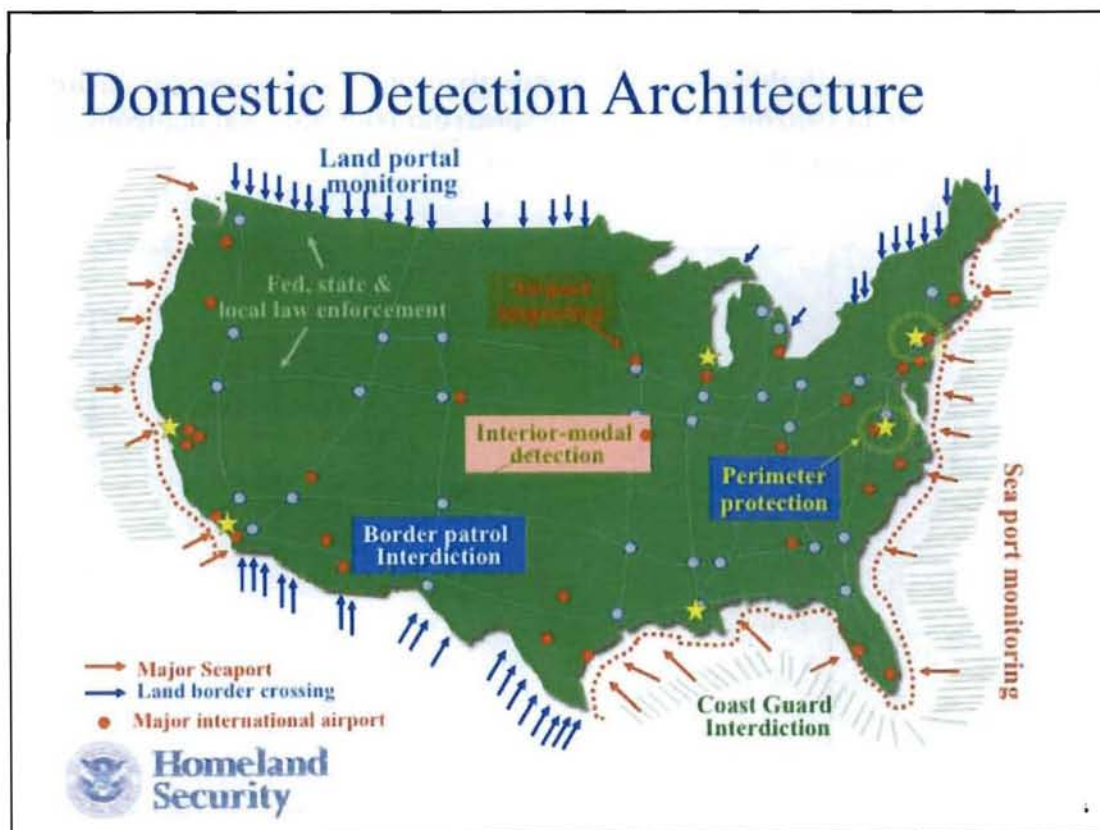 Domestic Detection Architecture
Land portal
monitoring
Fed, state &
local law enforcement
Interior-modal
detection
Perimeter
protection
Border patrol
Interdiction
Sea port monitoring
Major Seaport
Land border crossing
Major international airport
Coast Guard
Interdiction
Homeland
Security